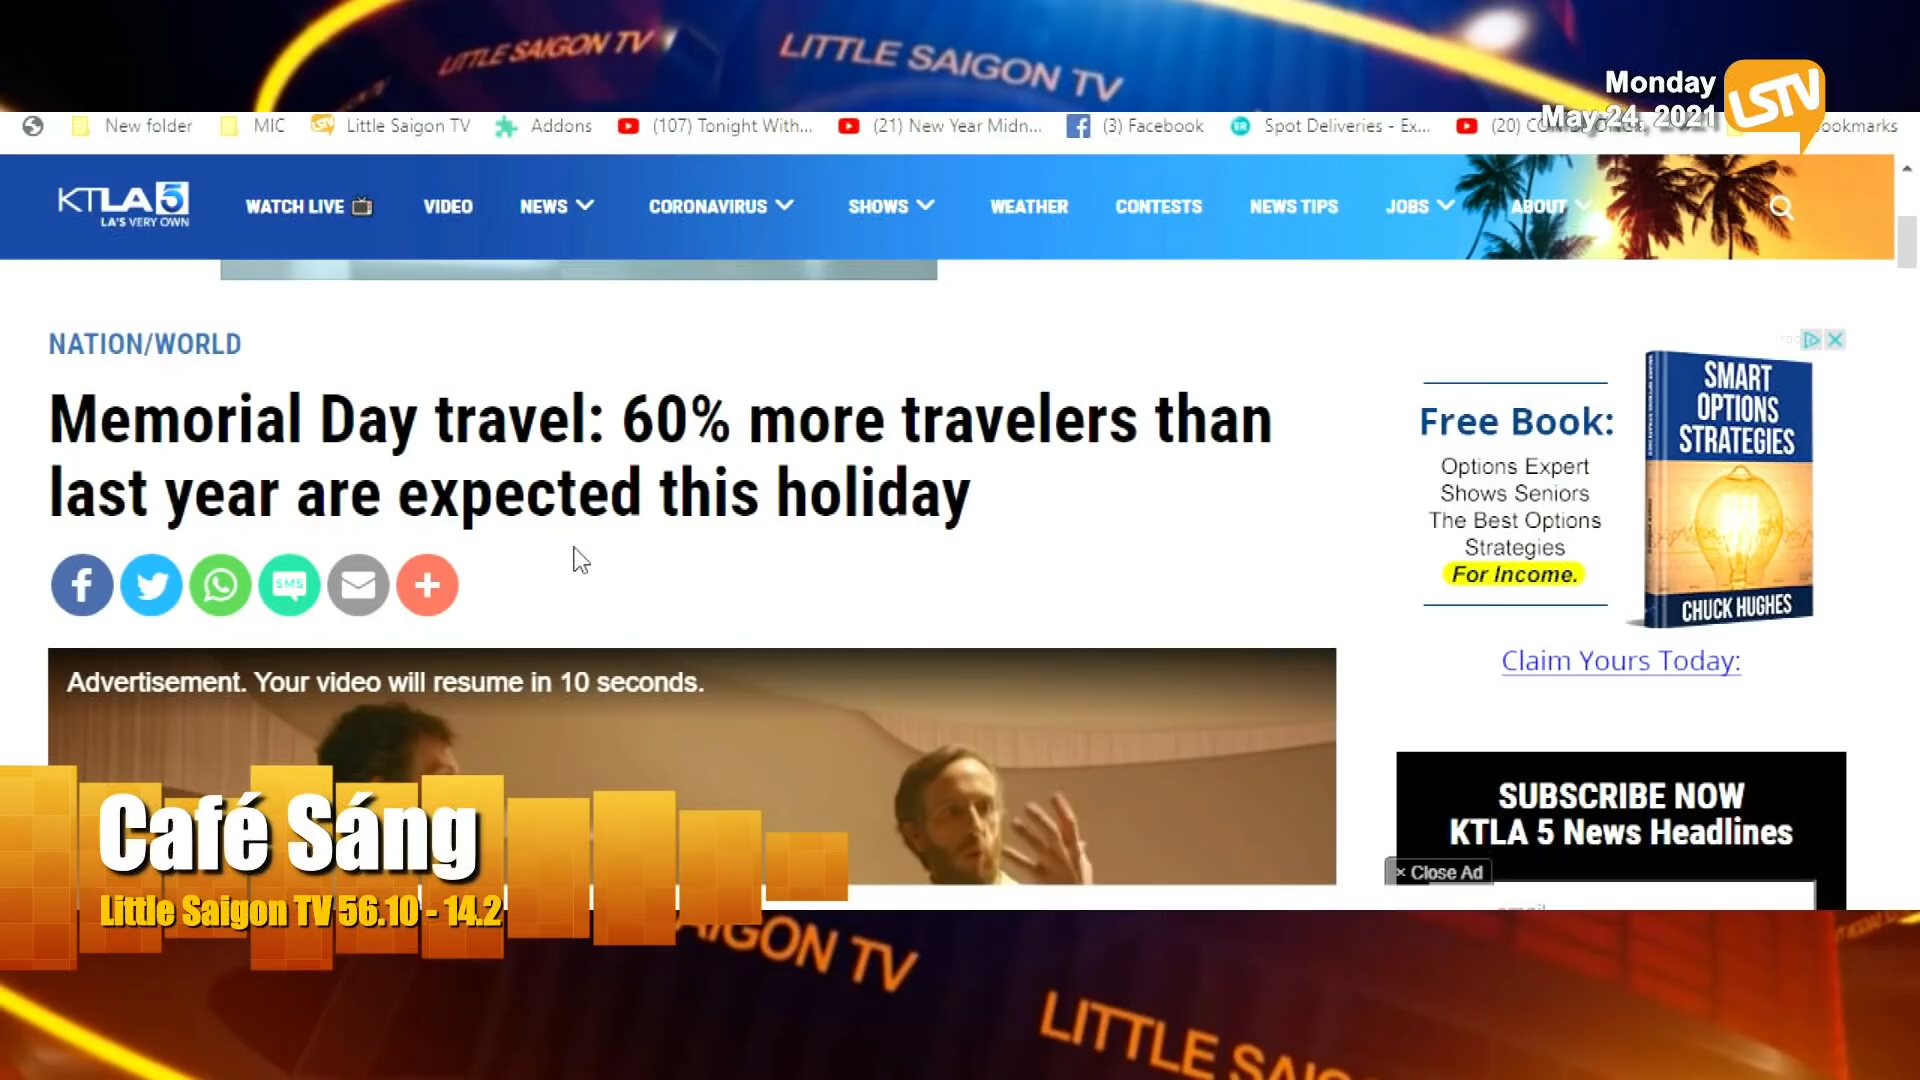 LITTLE SAIGON TV
LITTLE SAIGON TV
Monday
May 24, 2021
LSTV
New folder
MIC
Little Saigon TV
Addons
(107) Tonight With...
(21) New Year Midn...
(3) Facebook
Spot Deliveries - Ex...
(20)
ookmarks
KTLA 5
LA'S VERY OWN
WATCH LIVE
VIDEO
NEWS
CORONAVIRUS
SHOWS
WEATHER
CONTESTS
NEWS TIPS
JOBS
ABOUT
NATION/WORLD
Memorial Day travel: 60% more travelers than
last year are expected this holiday
f
SMS
Advertisement. Your video will resume in 10 seconds.
Free Book:
Options Expert
Shows Seniors
The Best Options
Strategies
For Income.
SMART
OPTIONS
STRATEGIES
CHUCK HUGHES
Claim Yours Today:
SUBSCRIBE NOW
KTLA 5 News Headlines
× Close Ad
Café Sáng
Little Saigon TV 56.10 - 14.2
AIGON TV
LITTLE SAIG